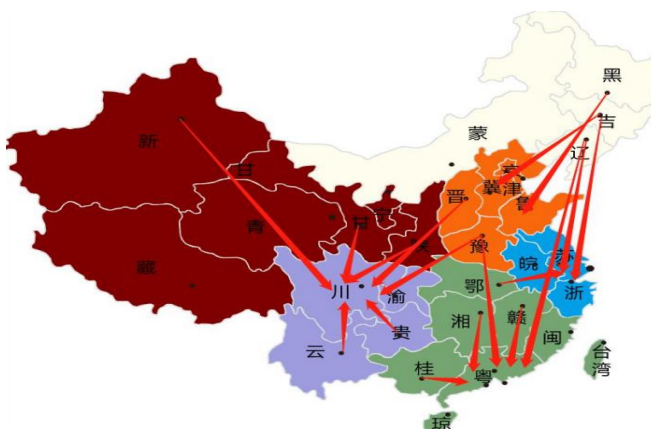 黑
吉
辽
蒙
新
甘
京
冀
津
晋
鲁
宁
甘
青
陕
豫
苏
皖
藏
川
渝
鄂
浙
湘
赣
贵
闽
云
台
湾
桂
粤
琼